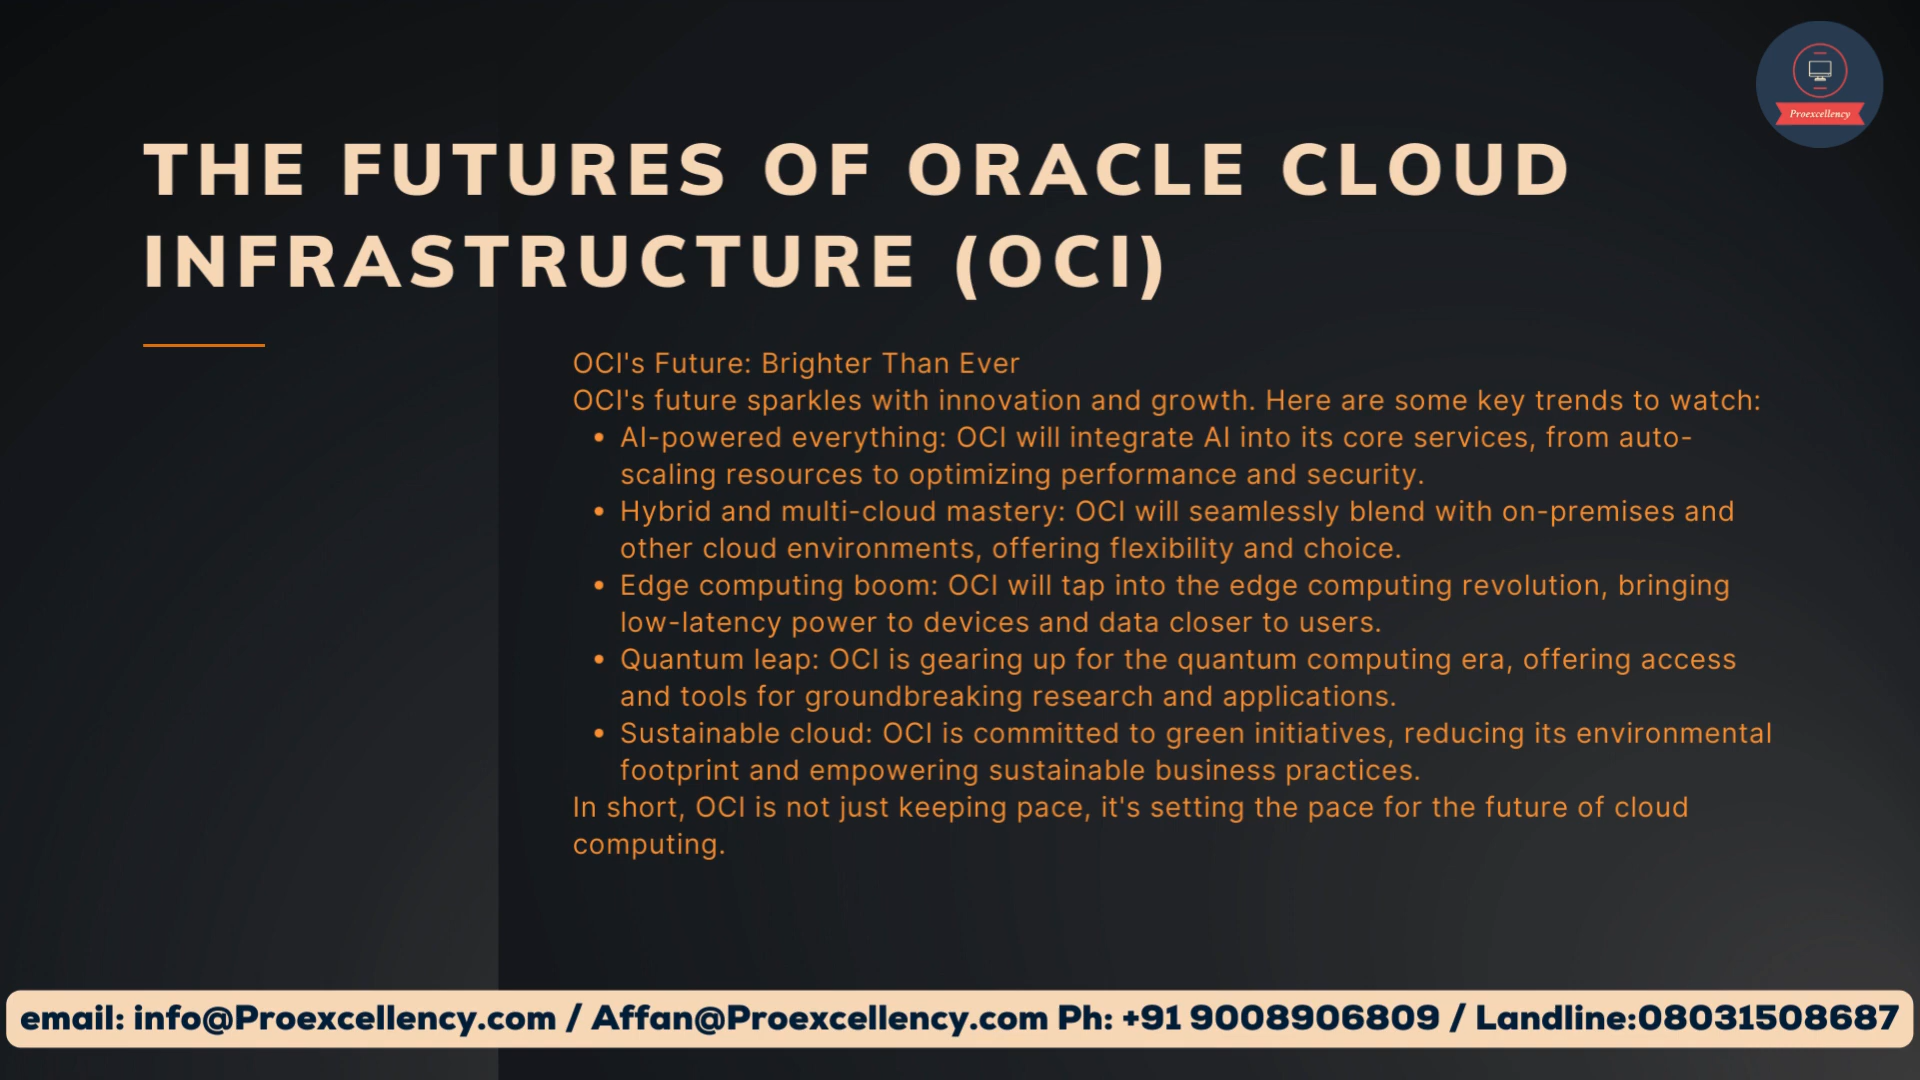 Proexcellency
THE FUTURES OF ORACLE CLOUD
INFRASTRUCTURE (OCI)
OCI's Future: Brighter Than Ever
OCI's future sparkles with innovation and growth. Here are some key trends to watch:
• AI-powered everything: OCI will integrate AI into its core services, from auto-
scaling resources to optimizing performance and security.
• Hybrid and multi-cloud mastery: OCI will seamlessly blend with on-premises and
other cloud environments, offering flexibility and choice.
• Edge computing boom: OCI will tap into the edge computing revolution, bringing
low-latency power to devices and data closer to users.
• Quantum leap: OCI is gearing up for the quantum computing era, offering access
and tools for groundbreaking research and applications.
• Sustainable cloud: OCI is committed to green initiatives, reducing its environmental
footprint and empowering sustainable business practices.
In short, OCI is not just keeping pace, it's setting the pace for the future of cloud
computing.
email: info@Proexcellency.com / Affan@Proexcellency.com Ph: +91 9008906809 / Landline:08031508687